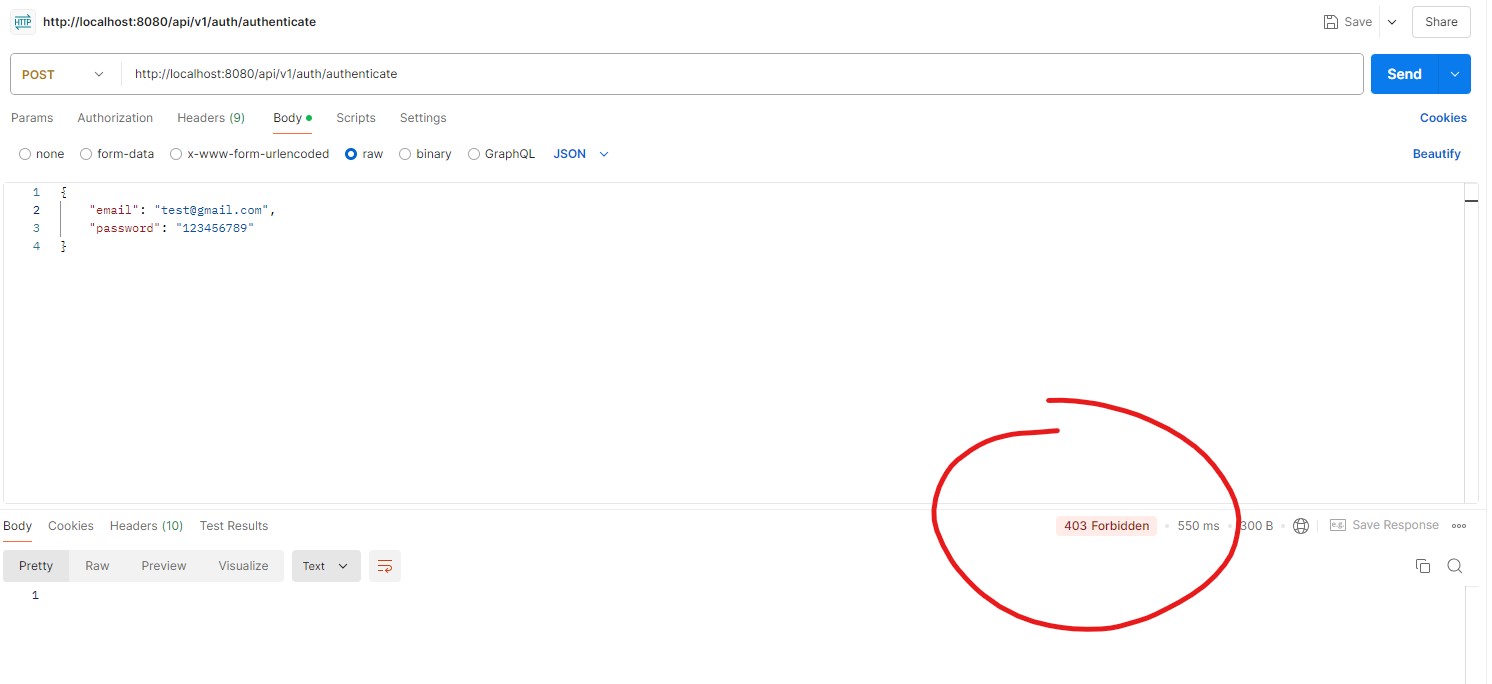 HTTP http://localhost:8080/api/v1/auth/authenticate Save Share
POST http://localhost:8080/api/v1/auth/authenticate Send
Params Authorization Headers (9) Body Scripts Settings Cookies
none form-data x-www-form-urlencoded raw binary GraphQL JSON Beautify
1 {
2 "email": "test@gmail.com",
3 "password": "123456789"
4 }
Body Cookies Headers (10) Test Results 403 Forbidden 550 ms 300 B e.g. Save Response
Pretty Raw Preview Visualize Text
1